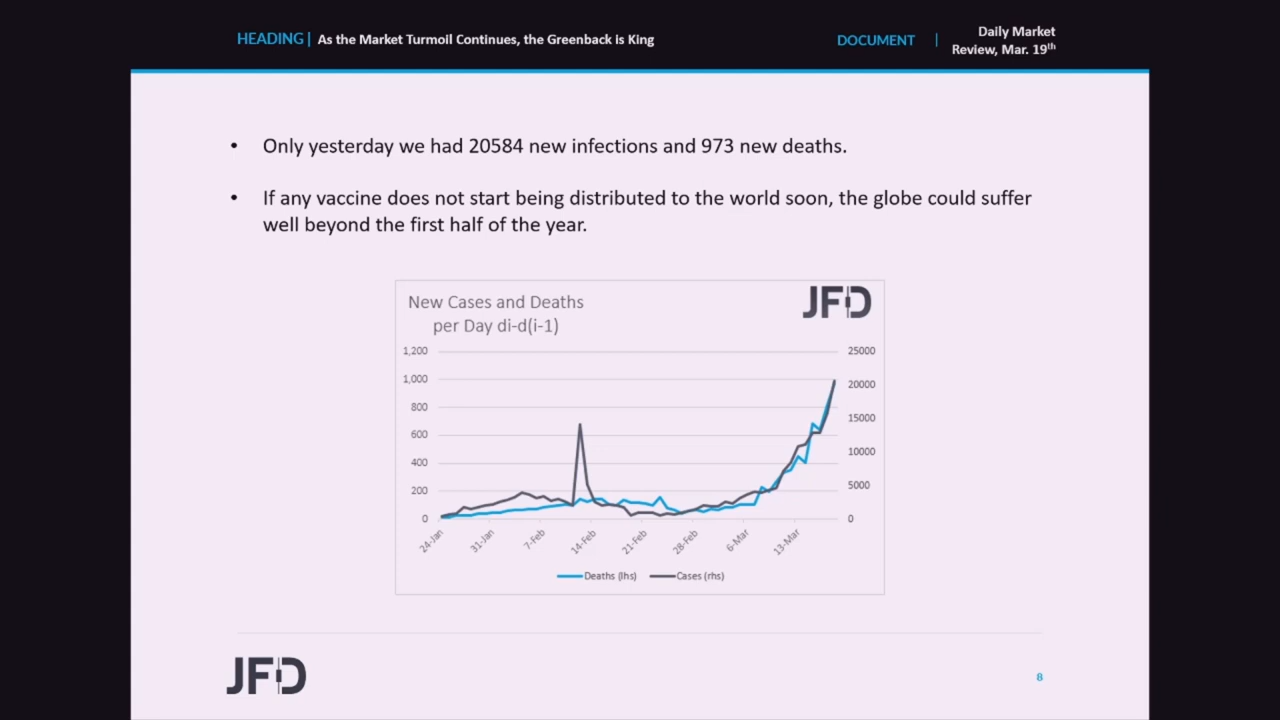 HEADING | As the Market Turmoil Continues, the Greenback is King
DOCUMENT |
Daily Market
Review, Mar. 19th
• Only yesterday we had 20584 new infections and 973 new deaths.
• If any vaccine does not start being distributed to the world soon, the globe could suffer
well beyond the first half of the year.
New Cases and Deaths
per Day di-d(i-1)
JFD
1,200
1,000
800
600
400
200
0
25000
20000
15000
10000
5000
0
24-Jan
31-Jan
7-Feb
14-Feb
21-Feb
28-Feb
6-Mar
13-Mar
Deaths (lhs)
Cases (rhs)
JFD
8